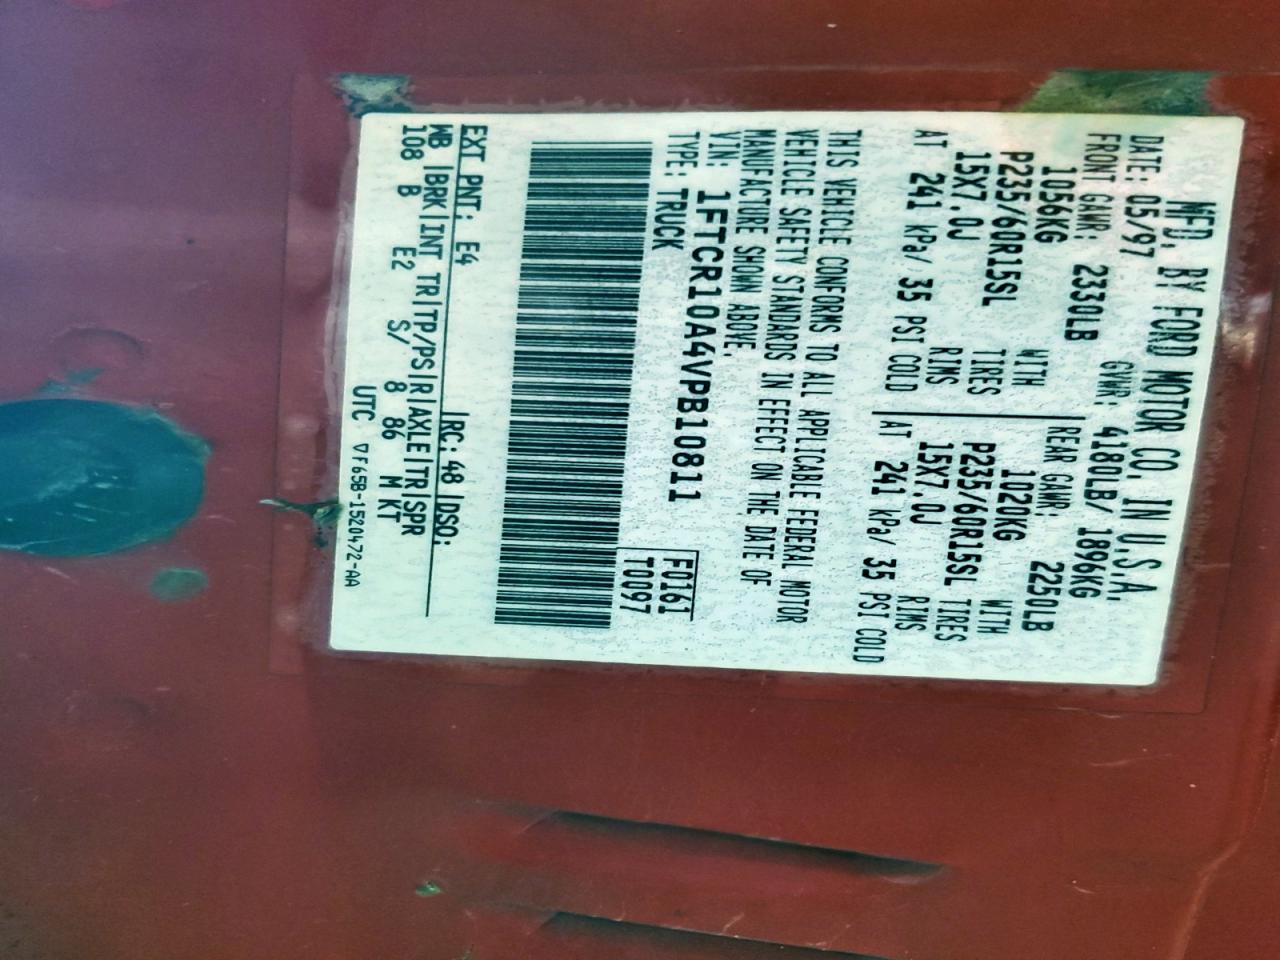 MFD. BY FORD MOTOR CO. IN U.S.A.
DATE: 05/97 GVWR: 4180LB/ 1896KG
FRONT GAWR: 2330LB REAR GAWR: 2250LB
1056KG WITH 1020KG WITH
P235/60R15SL TIRES P235/60R15SL TIRES
15X7.0J RIMS 15X7.0J RIMS
AT 241 kPa/ 35 PSI COLD AT 241 kPa/ 35 PSI COLD
THIS VEHICLE CONFORMS TO ALL APPLICABLE FEDERAL MOTOR
VEHICLE SAFETY STANDARDS IN EFFECT ON THE DATE OF
MANUFACTURE SHOWN ABOVE.
VIN: 1FTCR10A4VPB10811 F0161
TYPE: TRUCK T0097
EXT PNT: E4 RC: 48 DSO:
WB BRK INT TR TP/PS R AXLE TR SPR
108 B E2 S/ 8 86 M KT
UTC ▽F65B-1520472-AA